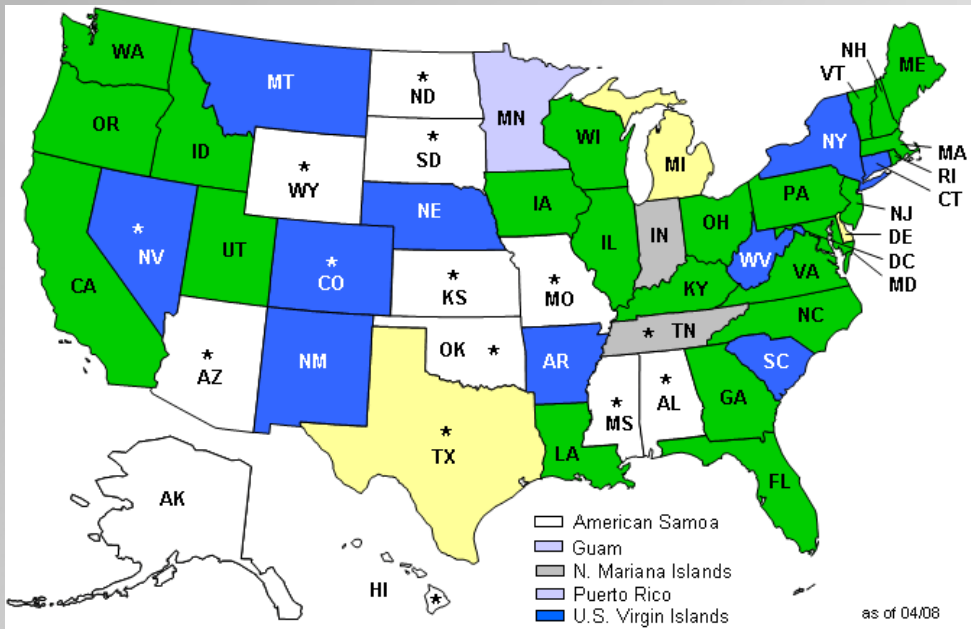 WA
MT
*
ND
MN
NH
VT
ME
OR
ID
*
SD
WI
NY
MA
RI
CT
*
WY
MI
IA
PA
NJ
DE
DC
MD
*
NV
UT
NE
IL
IN
OH
WV
VA
CA
*
CO
*
KS
*
MO
KY
NC
*
AZ
NM
OK *
AR
* TN
SC
*
TX
LA
*
MS
*
AL
GA
FL
AK
HI
*
American Samoa
Guam
N. Mariana Islands
Puerto Rico
U.S. Virgin Islands
as of 04/08